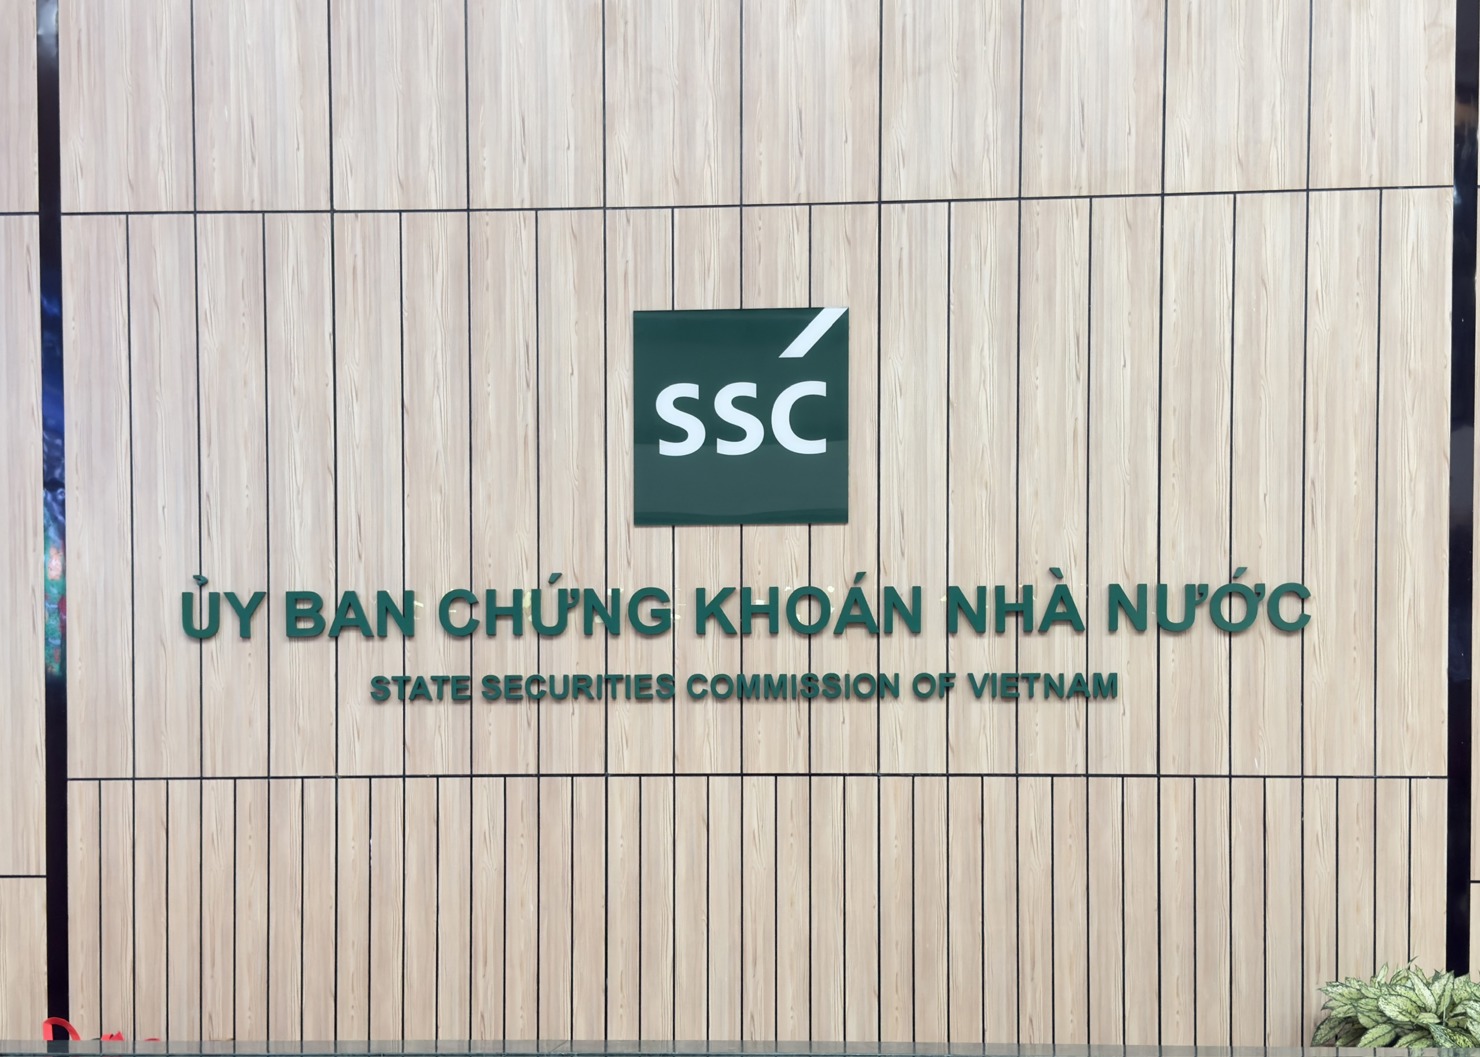 SSC
ỦY BAN CHỨNG KHOÁN NHÀ NƯỚC
STATE SECURITIES COMMISSION OF VIETNAM